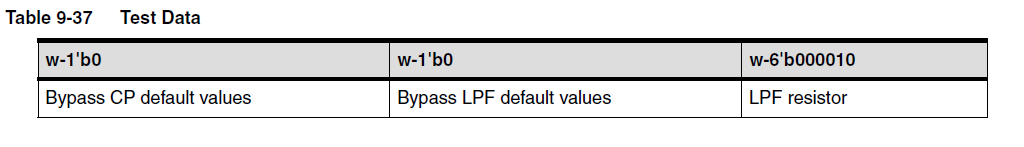 Table 9-37 Test Data
w-1'b0 w-1'b0 w-6'b000010
Bypass CP default values Bypass LPF default values LPF resistor